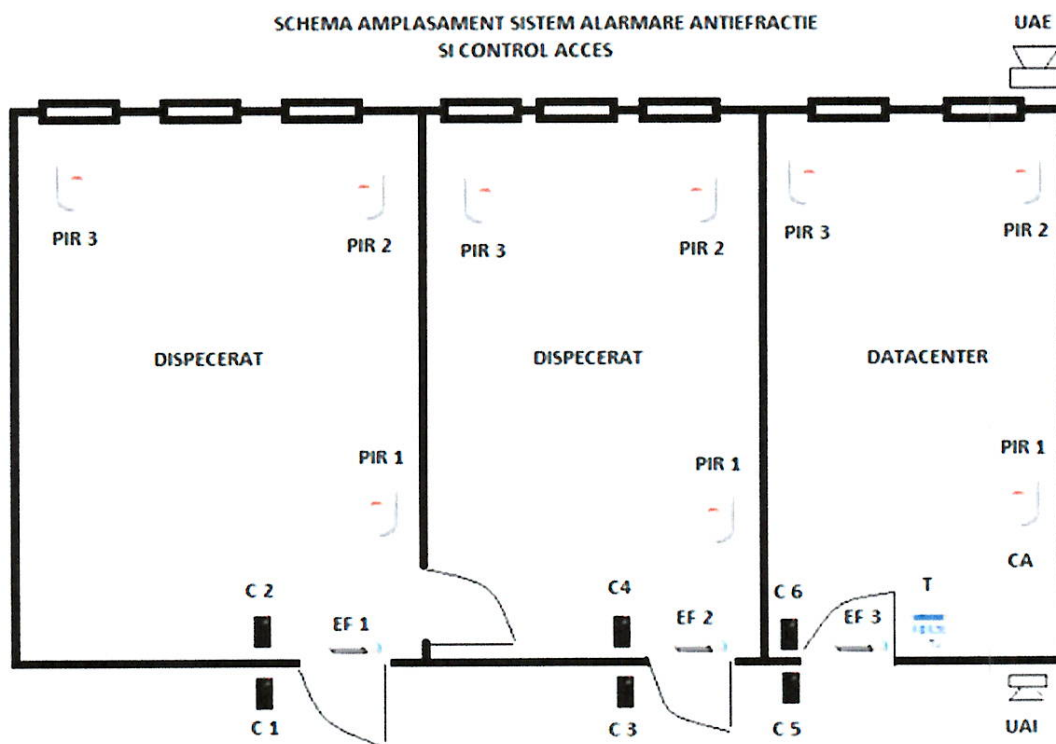 SCHEMA AMPLASAMENT SISTEM ALARMARE ANTIEFRACTIE
SI CONTROL ACCES
UAE
PIR 3
PIR 2
PIR 3
PIR 2
PIR 3
PIR 2
DISPECERAT
DISPECERAT
DATACENTER
PIR 1
PIR 1
PIR 1
CA
C 2
EF 1
C4
EF 2
C 6
EF 3
T
C 1
C 3
C 5
UAI